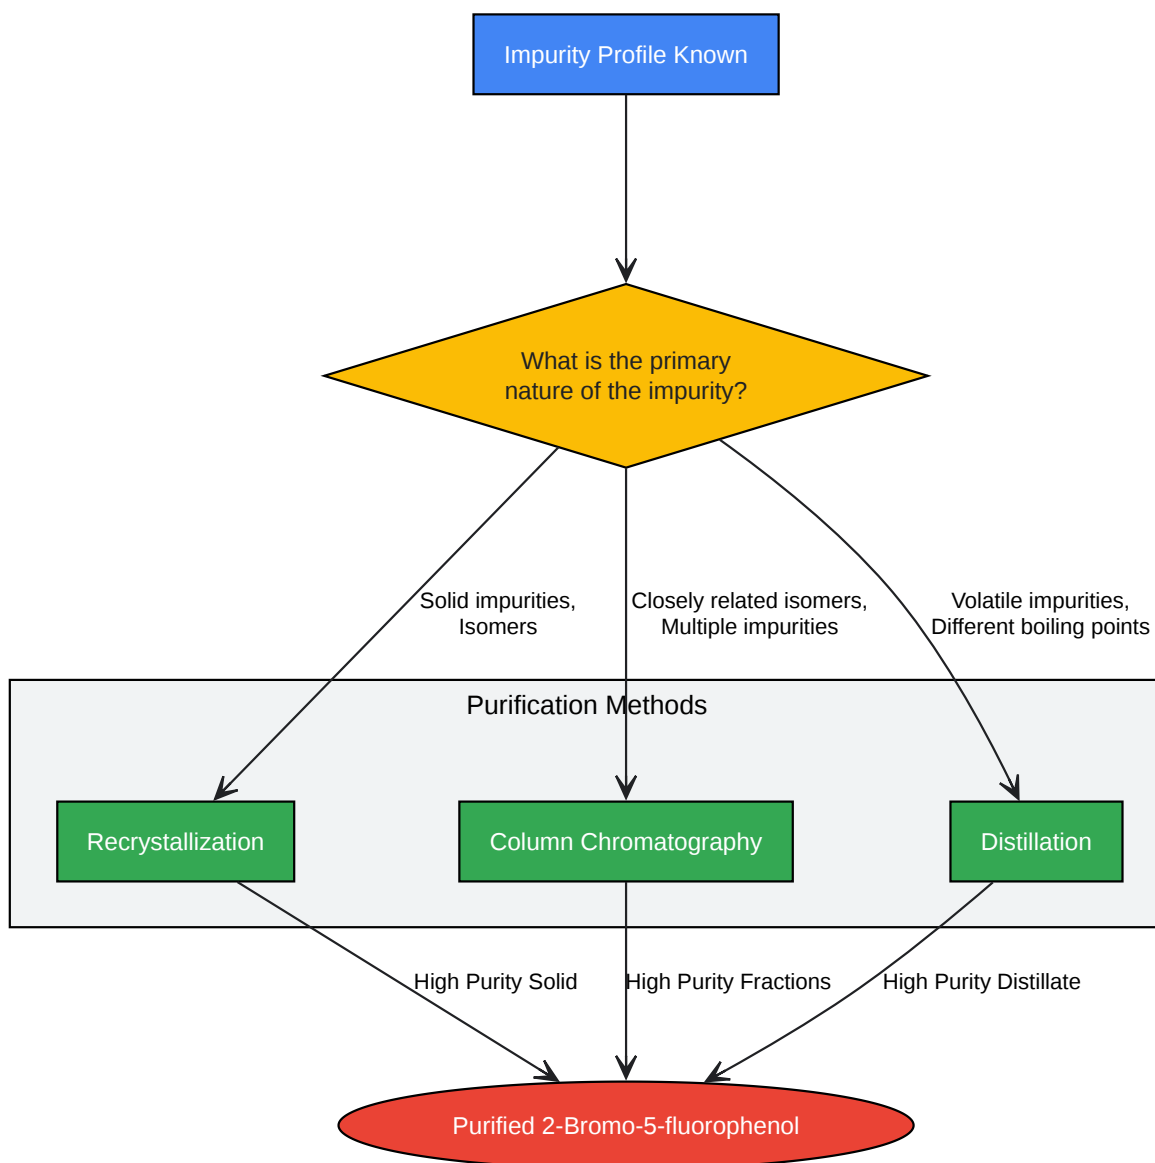 Impurity Profile Known
What is the primary
nature of the impurity?
Solid impurities,
Isomers
Closely related isomers,
Multiple impurities
Volatile impurities,
Different boiling points
Purification Methods
Recrystallization
Column Chromatography
Distillation
High Purity Solid
High Purity Fractions
High Purity Distillate
Purified 2-Bromo-5-fluorophenol